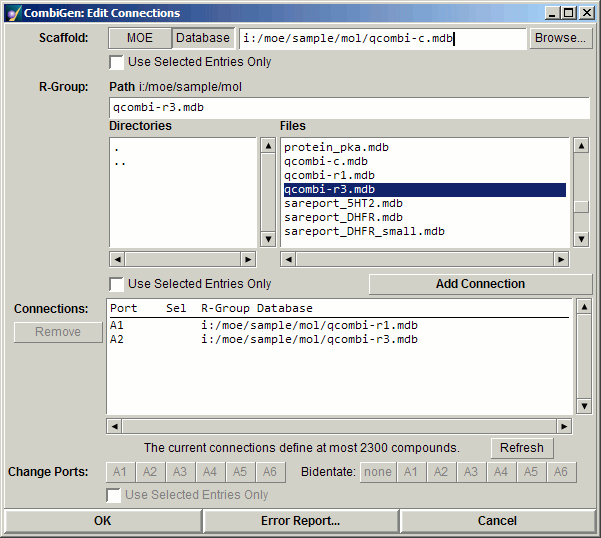 CombiGen: Edit Connections
Scaffold: MOE Database i:/moe/sample/mol/qcombi-c.mdb Browse...
Use Selected Entries Only
R-Group: Path i:/moe/sample/mol
qcombi-r3.mdb
Directories Files
. protein_pka.mdb
.. qcombi-c.mdb
qcombi-r1.mdb
qcombi-r3.mdb
sareport_5HT2.mdb
sareport_DHFR.mdb
sareport_DHFR_small.mdb
Use Selected Entries Only Add Connection
Connections: Port Sel R-Group Database
Remove A1 i:/moe/sample/mol/qcombi-r1.mdb
A2 i:/moe/sample/mol/qcombi-r3.mdb
The current connections define at most 2300 compounds. Refresh
Change Ports: A1 A2 A3 A4 A5 A6 Bidentate: none A1 A2 A3 A4 A5 A6
Use Selected Entries Only
OK Error Report... Cancel